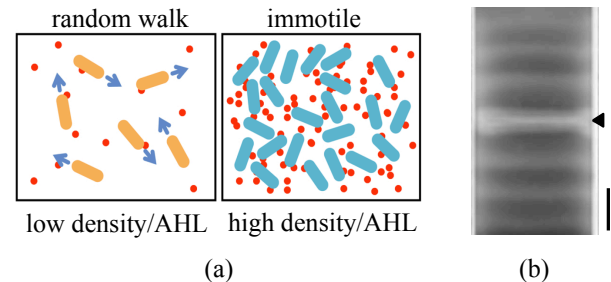 random walk
immotile
low density/AHL
high density/AHL
(a)
(b)